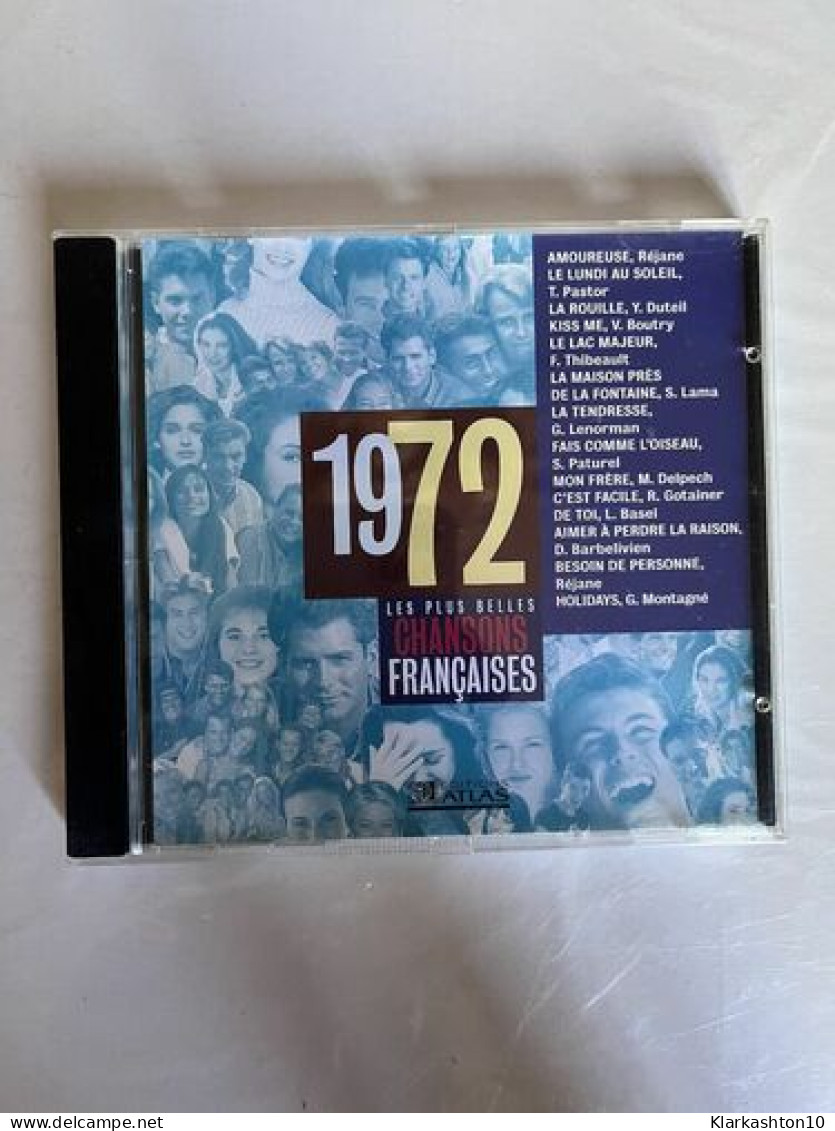 AMOUREUSE, Réjane
LE LUNDI AU SOLEIL,
T. Pastor
LA ROUILLE, Y. Duteil
KISS ME, V. Boutry
LE LAC MAJEUR,
F. Thibeault
LA MAISON PRÈS
DE LA FONTAINE, S. Lama
LA TENDRESSE,
G. Lenorman
FAIS COMME L'OISEAU,
S. Paturel
MON FRÈRE, M. Delpech
C'EST FACILE, R. Gotainer
DE TOI, L. Basel
AIMER À PERDRE LA RAISON,
D. Barbelivien
BESOIN DE PERSONNE,
Réjane
HOLIDAYS, G. Montagné
1972
LES PLUS BELLES
CHANSONS
FRANÇAISES
ATLAS
Klarkashton10